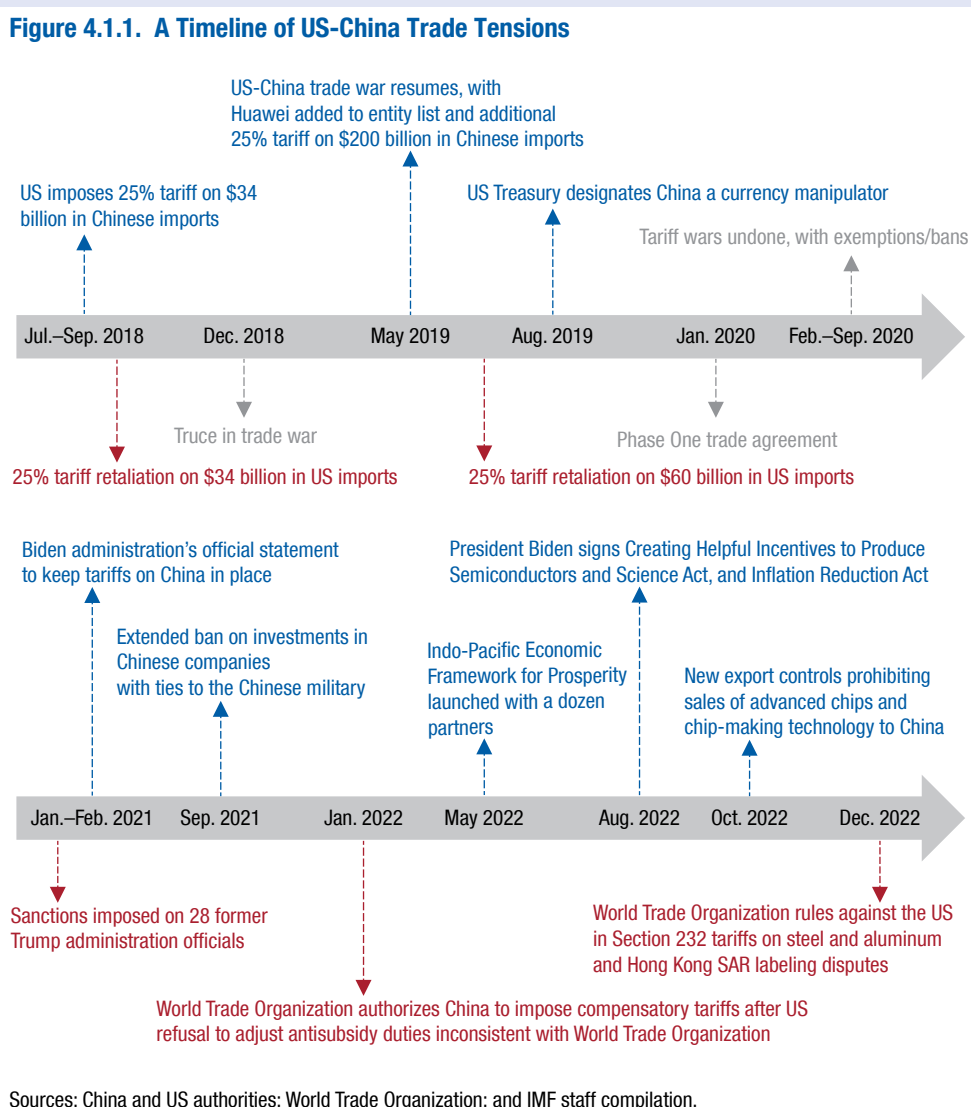 Figure 4.1.1. A Timeline of US-China Trade Tensions
US-China trade war resumes, with
Huawei added to entity list and additional
25% tariff on $200 billion in Chinese imports
US imposes 25% tariff on $34
billion in Chinese imports
US Treasury designates China a currency manipulator
Tariff wars undone, with exemptions/bans
Jul.–Sep. 2018
Dec. 2018
May 2019
Aug. 2019
Jan. 2020
Feb.–Sep. 2020
Truce in trade war
Phase One trade agreement
25% tariff retaliation on $34 billion in US imports
25% tariff retaliation on $60 billion in US imports
Biden administration’s official statement
to keep tariffs on China in place
President Biden signs Creating Helpful Incentives to Produce
Semiconductors and Science Act, and Inflation Reduction Act
Extended ban on investments in
Chinese companies
with ties to the Chinese military
Indo-Pacific Economic
Framework for Prosperity
launched with a dozen
partners
New export controls prohibiting
sales of advanced chips and
chip-making technology to China
Jan.–Feb. 2021
Sep. 2021
Jan. 2022
May 2022
Aug. 2022
Oct. 2022
Dec. 2022
Sanctions imposed on 28 former
Trump administration officials
World Trade Organization rules against the US
in Section 232 tariffs on steel and aluminum
and Hong Kong SAR labeling disputes
World Trade Organization authorizes China to impose compensatory tariffs after US
refusal to adjust antisubsidy duties inconsistent with World Trade Organization
Sources: China and US authorities; World Trade Organization; and IMF staff compilation.